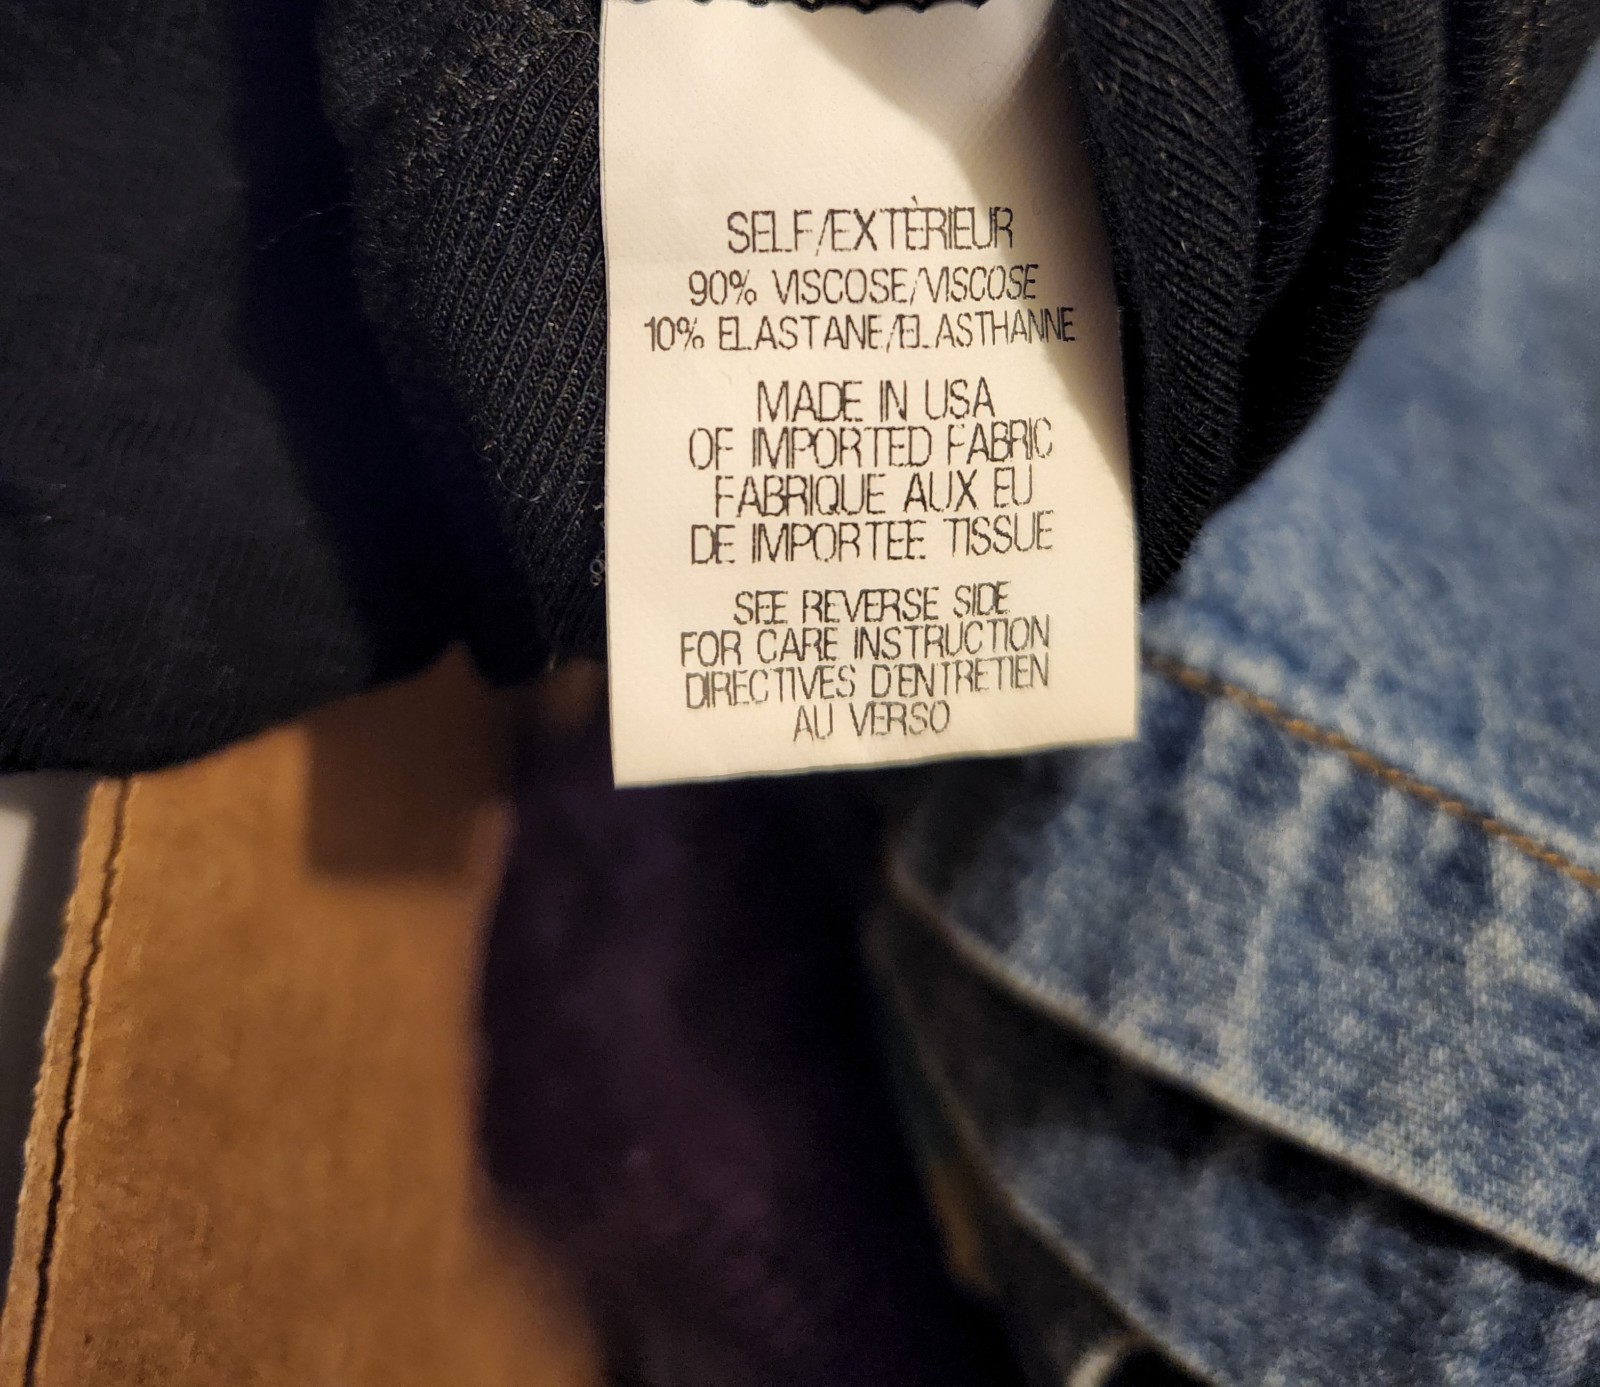 SELF/EXTÈRIEUR
90% VISCOSE/VISCOSE
10% ELASTANE/ELASTHANNE
MADE IN USA
OF IMPORTED FABRIC
FABRIQUE AUX EU
DE IMPORTEE TISSUE
SEE REVERSE SIDE
FOR CARE INSTRUCTION
DIRECTIVES D'ENTRETIEN
AU VERSO